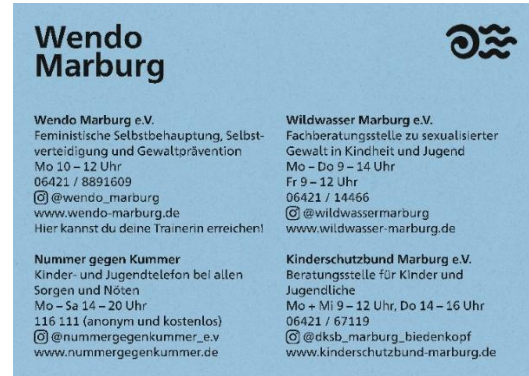 Wendo
Marburg
Wendo Marburg e.V.
Feministische Selbstbehauptung, Selbst-
verteidigung und Gewaltprävention
Mo 10 – 12 Uhr
06421 / 8891609
@wendo_marburg
www.wendo-marburg.de
Hier kannst du deine Trainerin erreichen!
Nummer gegen Kummer
Kinder- und Jugendtelefon bei allen
Sorgen und Nöten
Mo – Sa 14 – 20 Uhr
116 111 (anonym und kostenlos)
@nummergegenkummer_e.v
www.nummergegenkummer.de
Wildwasser Marburg e.V.
Fachberatungsstelle zu sexualisierter
Gewalt in Kindheit und Jugend
Mo – Do 9 – 14 Uhr
Fr 9 – 12 Uhr
06421 / 14466
@wildwassermarburg
www.wildwasser-marburg.de
Kinderschutzbund Marburg e.V.
Beratungsstelle für Kinder und
Jugendliche
Mo + Mi 9 – 12 Uhr, Do 14 – 16 Uhr
06421 / 67119
@dksb_marburg_biedenkopf
www.kinderschutzbund-marburg.de